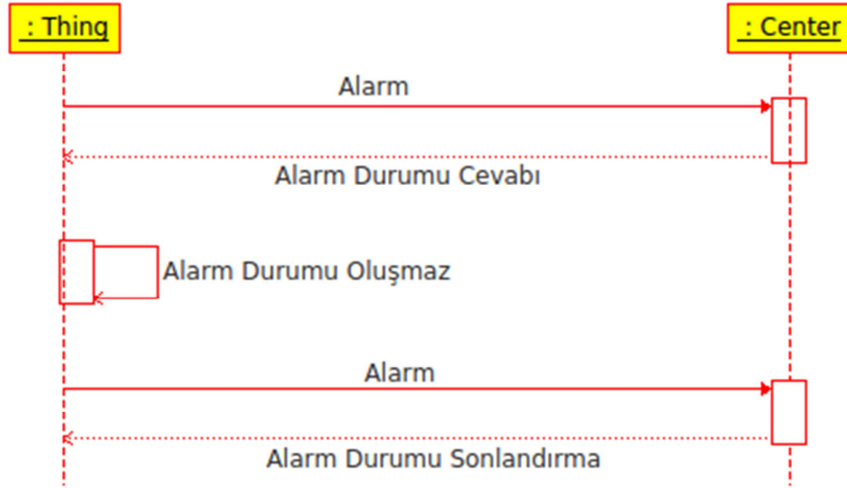 : Thing
: Center
Alarm
Alarm Durumu Cevabı
Alarm Durumu Oluşmaz
Alarm
Alarm Durumu Sonlandırma